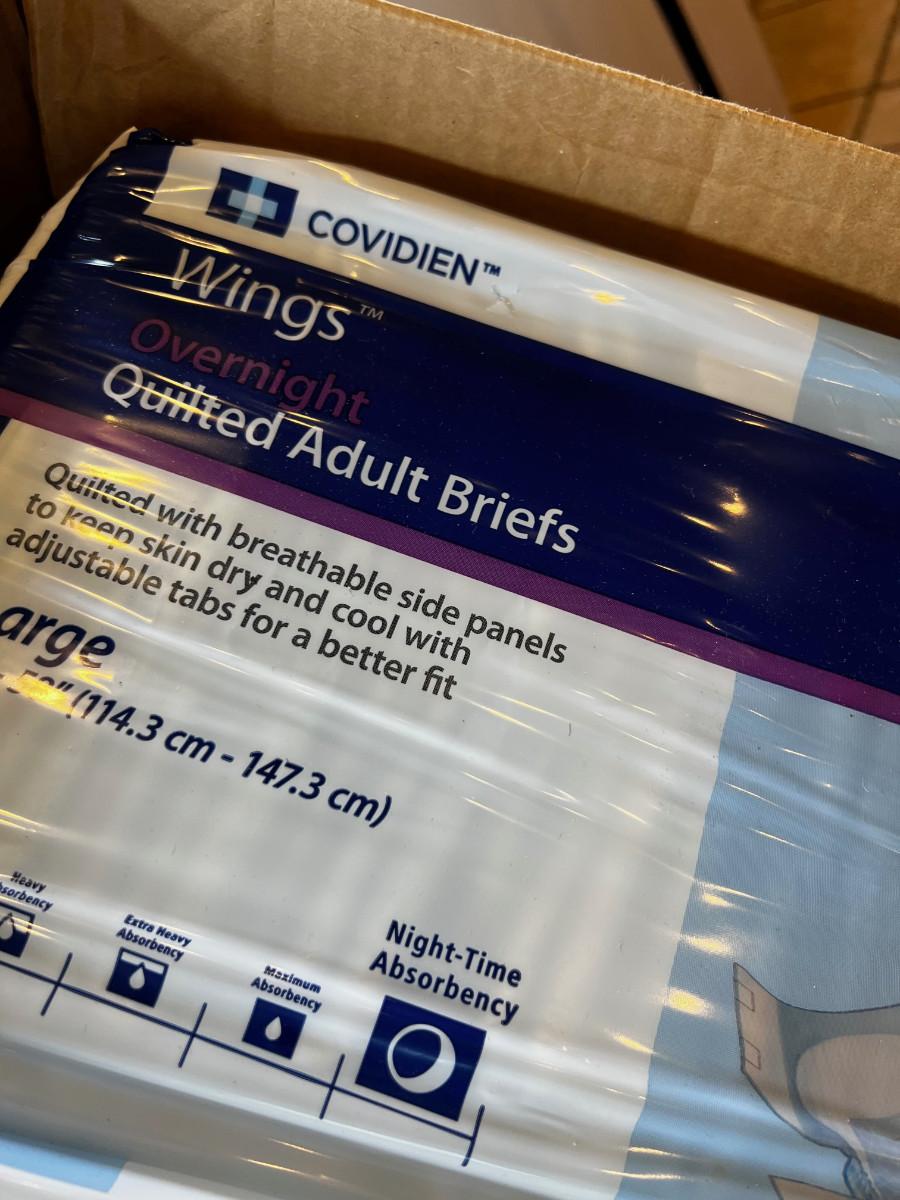 COVIDIEN™
Wings™
Overnight
Quilted Adult Briefs
Quilted with breathable side panels
to keep skin dry and cool with
adjustable tabs for a better fit
arge
(114.3 cm - 147.3 cm)
Heavy
Extra Heavy
Absorbency
Maximum
Absorbency
Night-Time
Absorbency